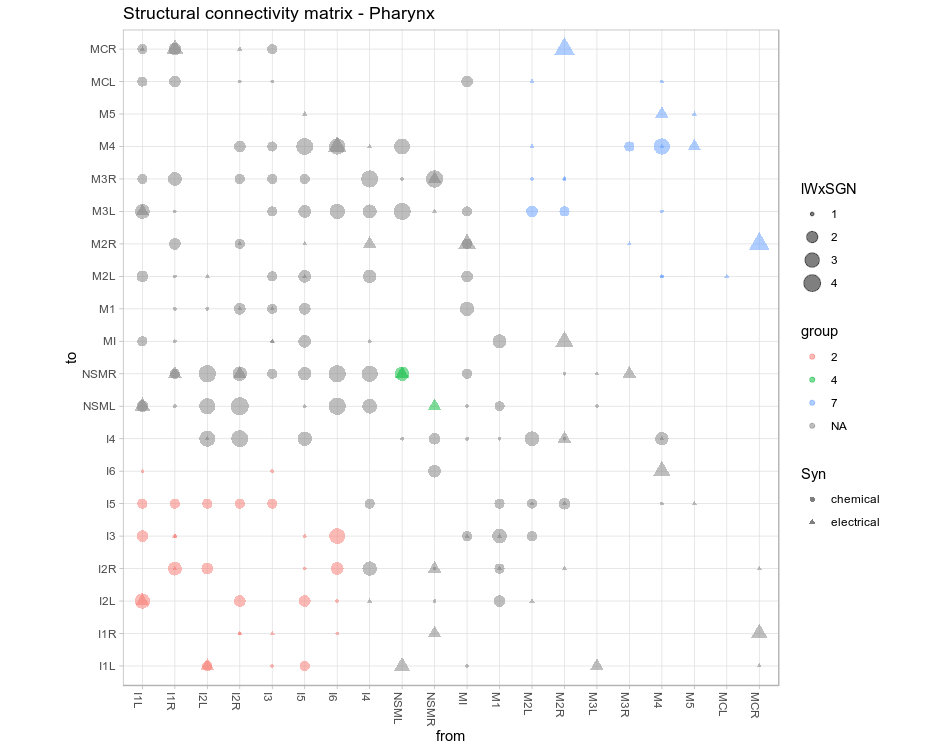 Structural connectivity matrix - Pharynx
MCR
MCL
M5
M4
M3R
M3L
M2R
M2L
M1
MI
NSMR
NSML
I4
I6
I5
I3
I2R
I2L
I1R
I1L
to
I1L
I1R
I2L
I2R
I3
I5
I6
I4
NSML
NSMR
MI
M1
M2L
M2R
M3L
M3R
M4
M5
MCL
MCR
from
IWxSGN
1
2
3
4
group
2
4
7
NA
Syn
chemical
electrical